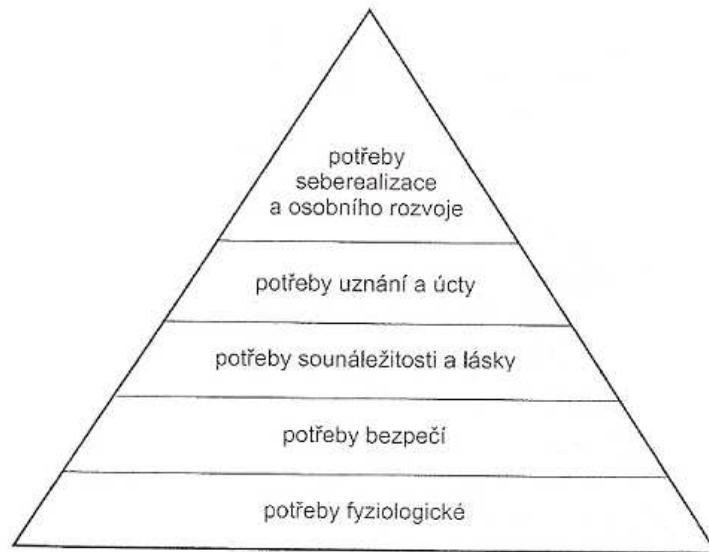 potřeby
seberealizace
a osobního rozvoje
potřeby uznání a úcty
potřeby sounáležitosti a lásky
potřeby bezpečí
potřeby fyziologické